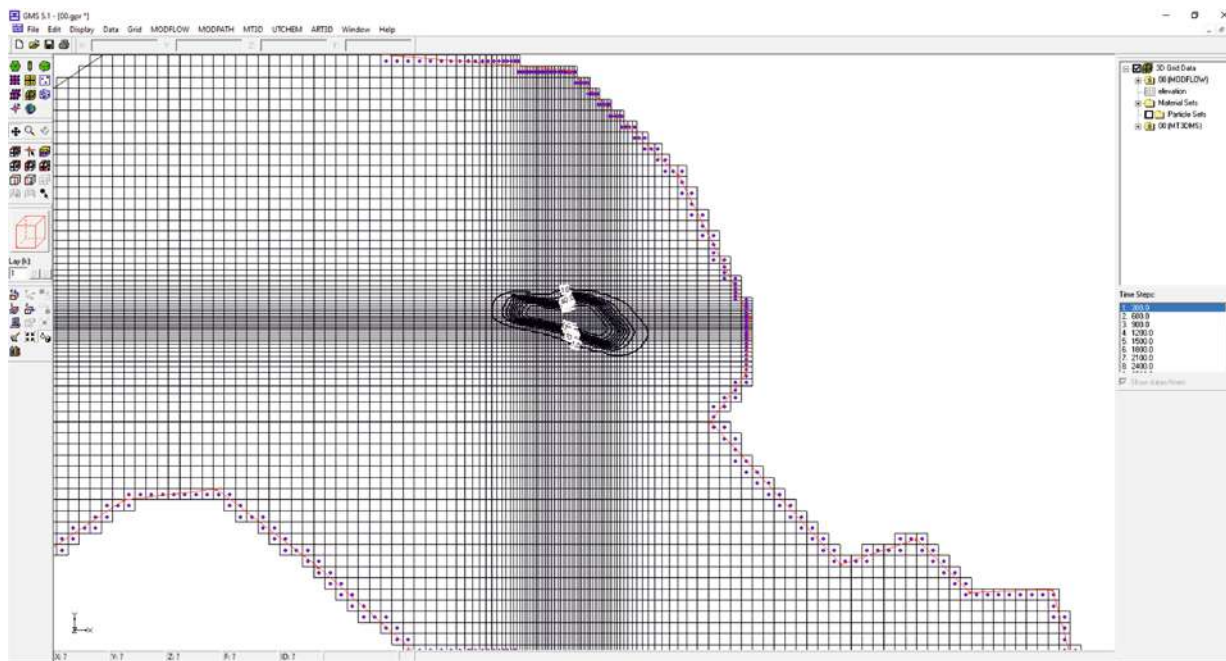 GMS 5.1 - [00.gpr *]
File Edit Display Data Grid MODFLOW MODPATH MT3D UTCHEM ART3D Window Help
3D Grid Data
00 (MODFLOW)
elevation
Material Sets
Particle Sets
00 (MT3DMS)
Lay (k):
1
Time Steps:
1. 300.0
2. 600.0
3. 900.0
4. 1200.0
5. 1500.0
6. 1800.0
7. 2100.0
8. 2400.0
X: ? Y: ? Z: ? F: ? ID: ?